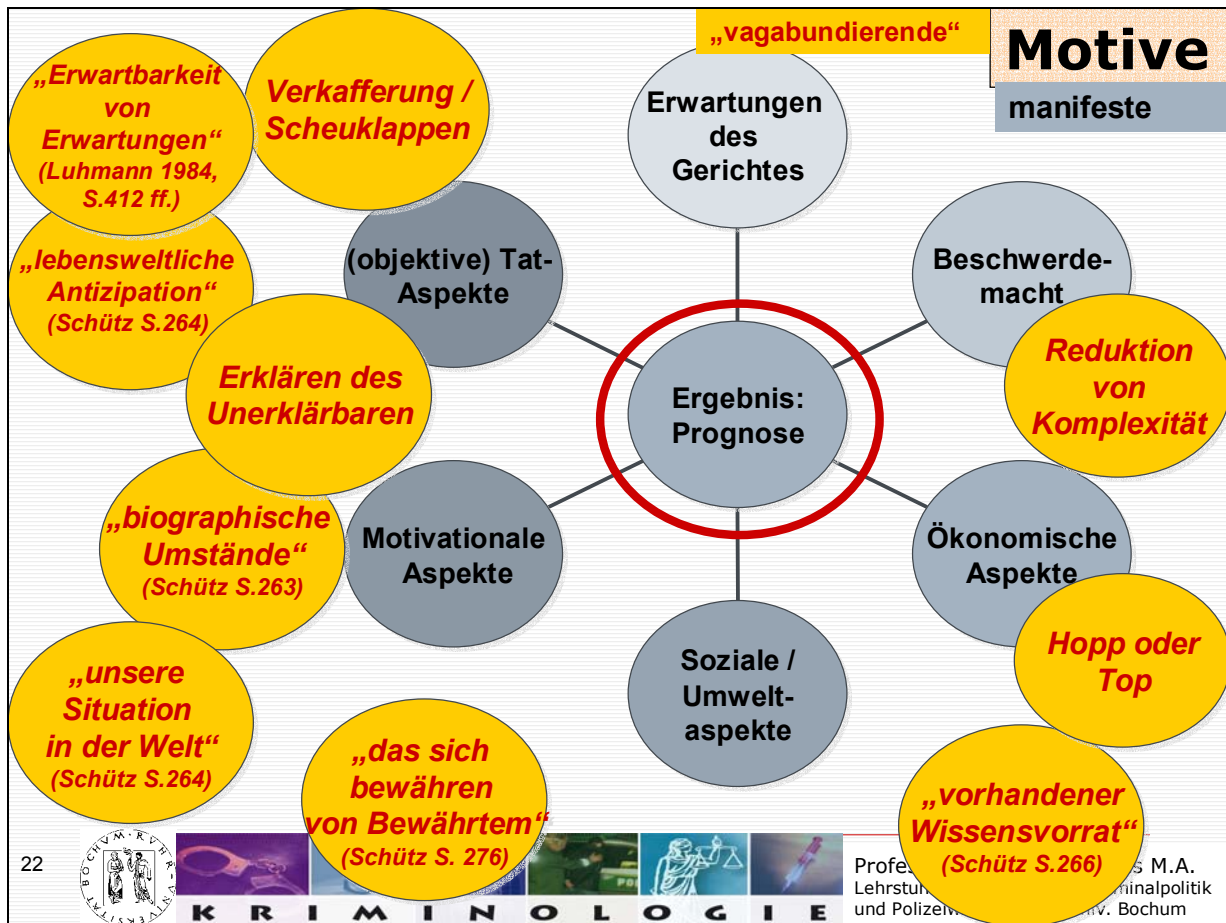 „vagabundierende“
Motive
manifeste
„Erwartbarkeit
von
Erwartungen“
(Luhmann 1984,
S.412 ff.)
Verkafferung /
Scheuklappen
Erwartungen
des
Gerichtes
„lebensweltliche
Antizipation“
(Schütz S.264)
(objektive) Tat-
Aspekte
Beschwerde-
macht
Erklären des
Unerklärbaren
Ergebnis:
Prognose
Reduktion
von
Komplexität
„biographische
Umstände“
(Schütz S.263)
Motivationale
Aspekte
Ökonomische
Aspekte
„unsere
Situation
in der Welt“
(Schütz S.264)
Soziale /
Umwelt-
aspekte
Hopp oder
Top
„das sich
bewähren
von Bewährtem“
(Schütz S. 276)
„vorhandener
Wissensvorrat“
(Schütz S.266)
22
KRIMINOLOGIE
M.A.
und
Bochum